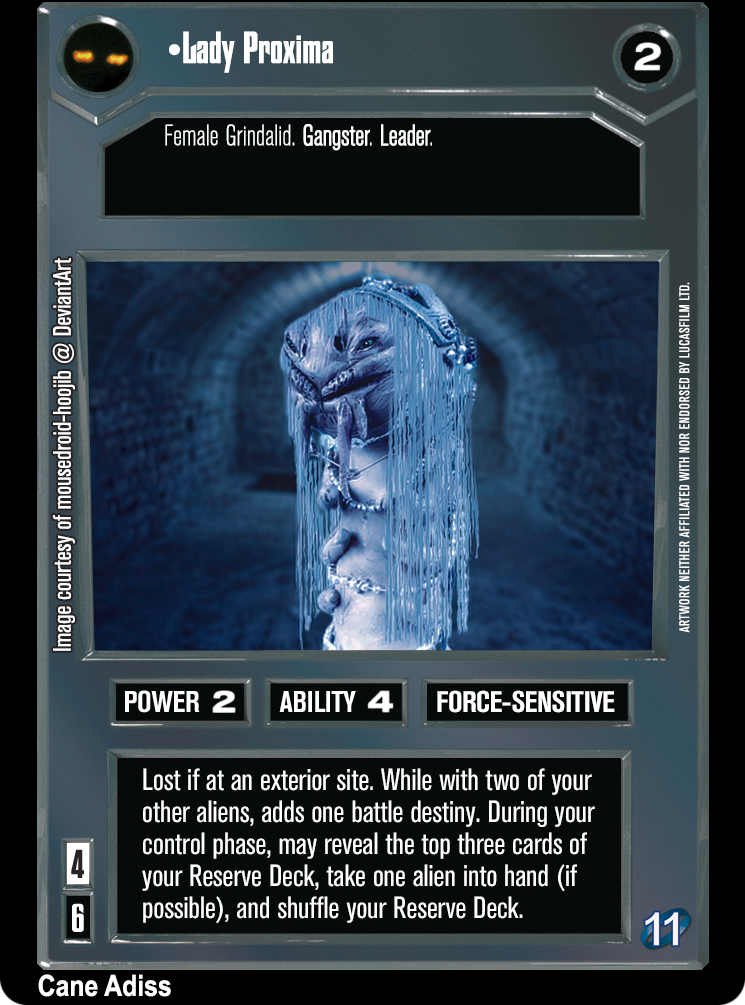 •Lady Proxima
2
Female Grindalid. Gangster. Leader.
Image courtesy of mousedroid-hoojib @ DeviantArt
ARTWORK NEITHER AFFILIATED WITH NOR ENDORSED BY LUCASFILM LTD.
POWER 2
ABILITY 4
FORCE-SENSITIVE
Lost if at an exterior site. While with two of your
other aliens, adds one battle destiny. During your
control phase, may reveal the top three cards of
your Reserve Deck, take one alien into hand (if
possible), and shuffle your Reserve Deck.
4
6
11
Cane Adiss